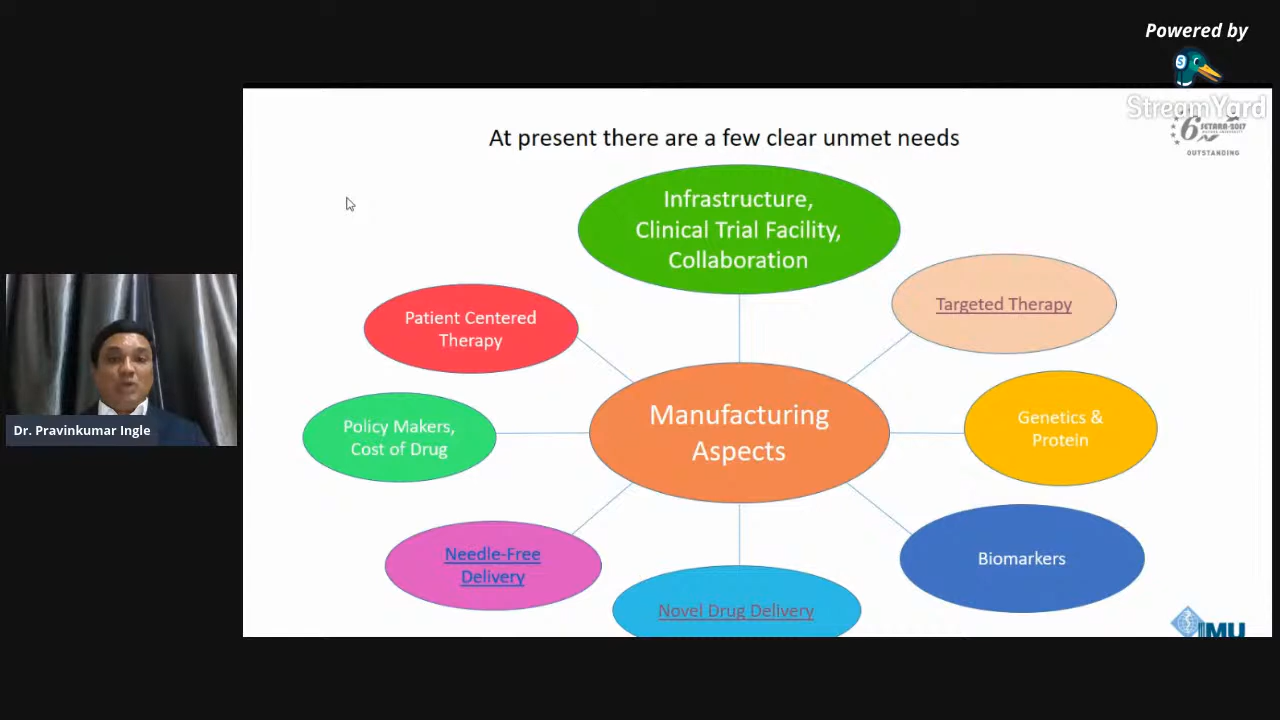 Powered by
StreamYard
At present there are a few clear unmet needs
SETARA-2017
OUTSTANDING
Infrastructure,
Clinical Trial Facility,
Collaboration
Targeted Therapy
Patient Centered
Therapy
Manufacturing
Aspects
Genetics &
Protein
Policy Makers,
Cost of Drug
Dr. Pravinkumar Ingle
Needle-Free
Delivery
Biomarkers
Novel Drug Delivery
IMU